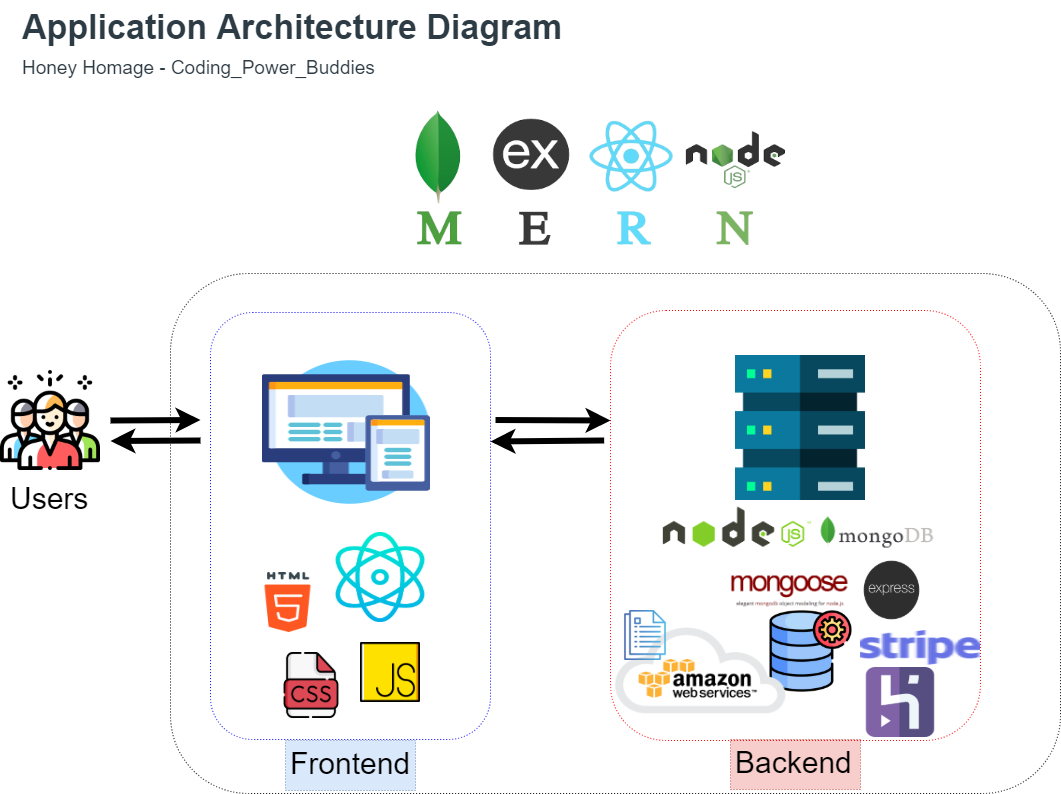 Application Architecture Diagram
Honey Homage - Coding_Power_Buddies
ex
node
JS
M E R N
Users
node
JS
mongoDB
mongoose
elegant mongodb object modeling for node.js
express
HTML
5
CSS
JS
stripe
amazon
web services™
Frontend
Backend